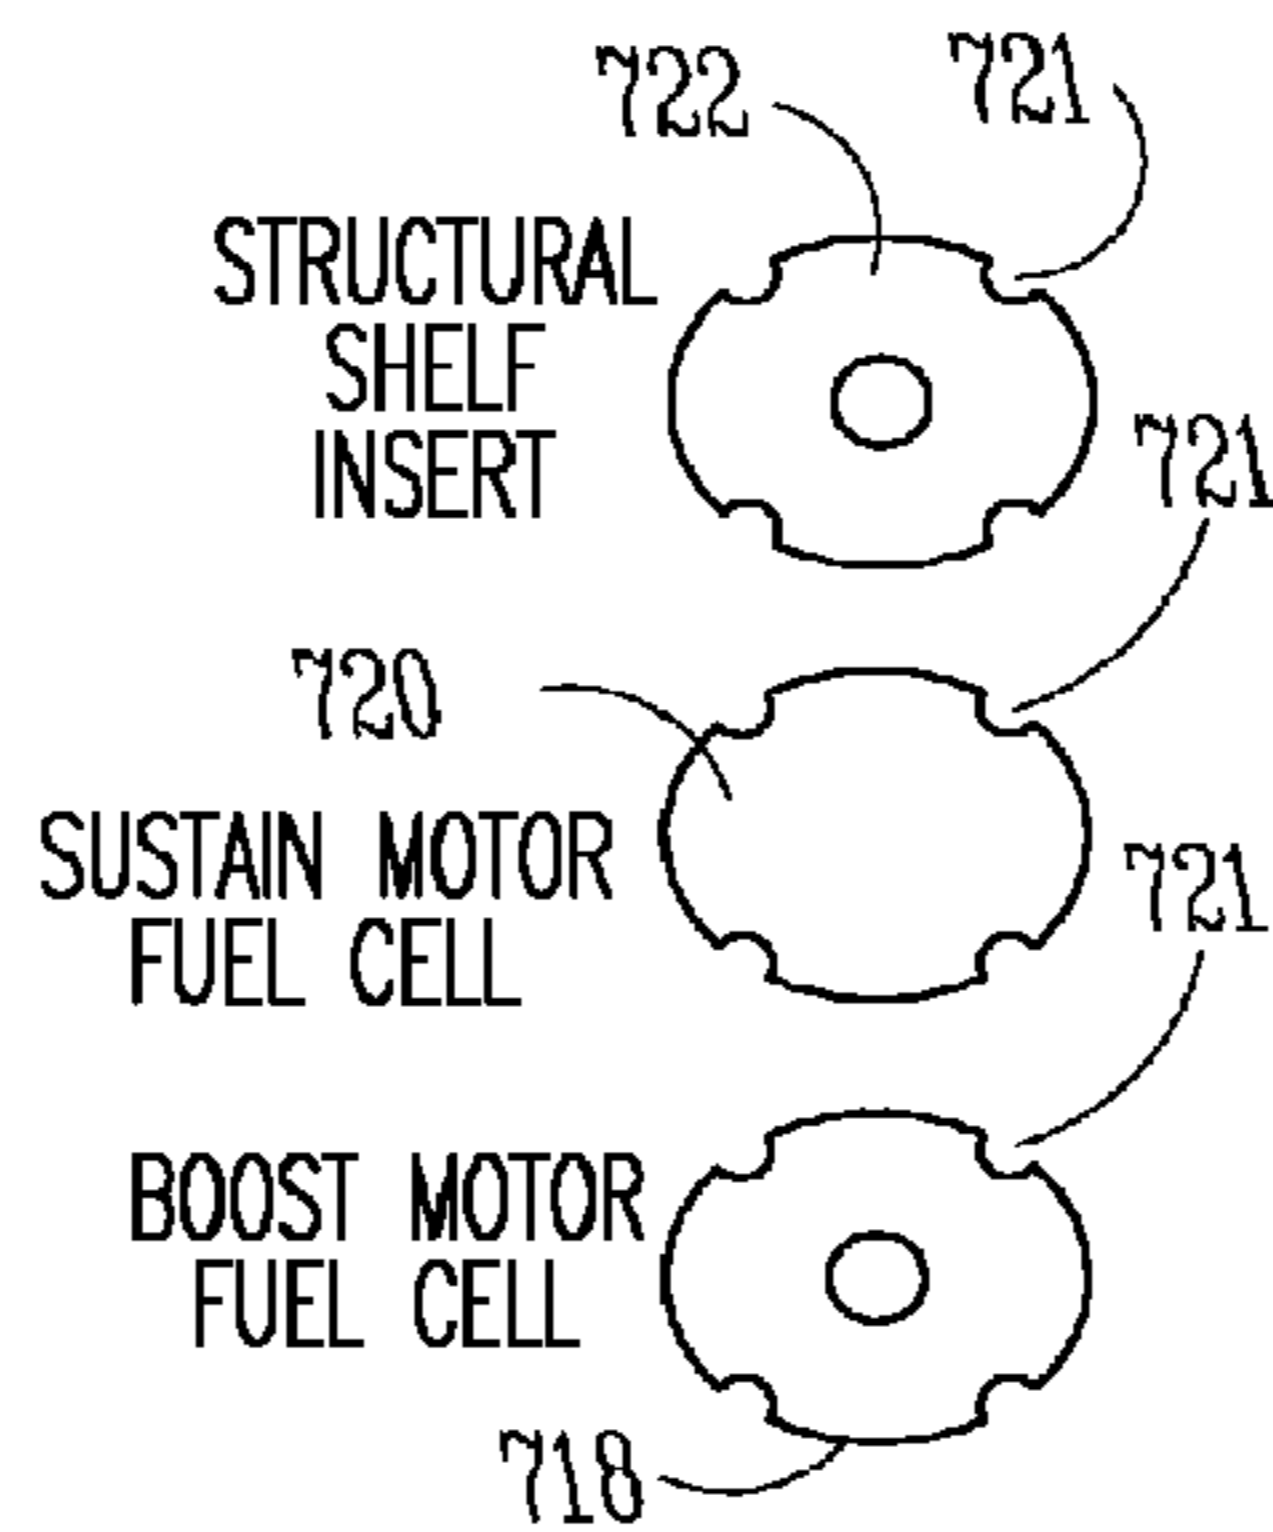 722
721
STRUCTURAL
SHELF
INSERT
721
720
SUSTAIN MOTOR
FUEL CELL
721
BOOST MOTOR
FUEL CELL
718